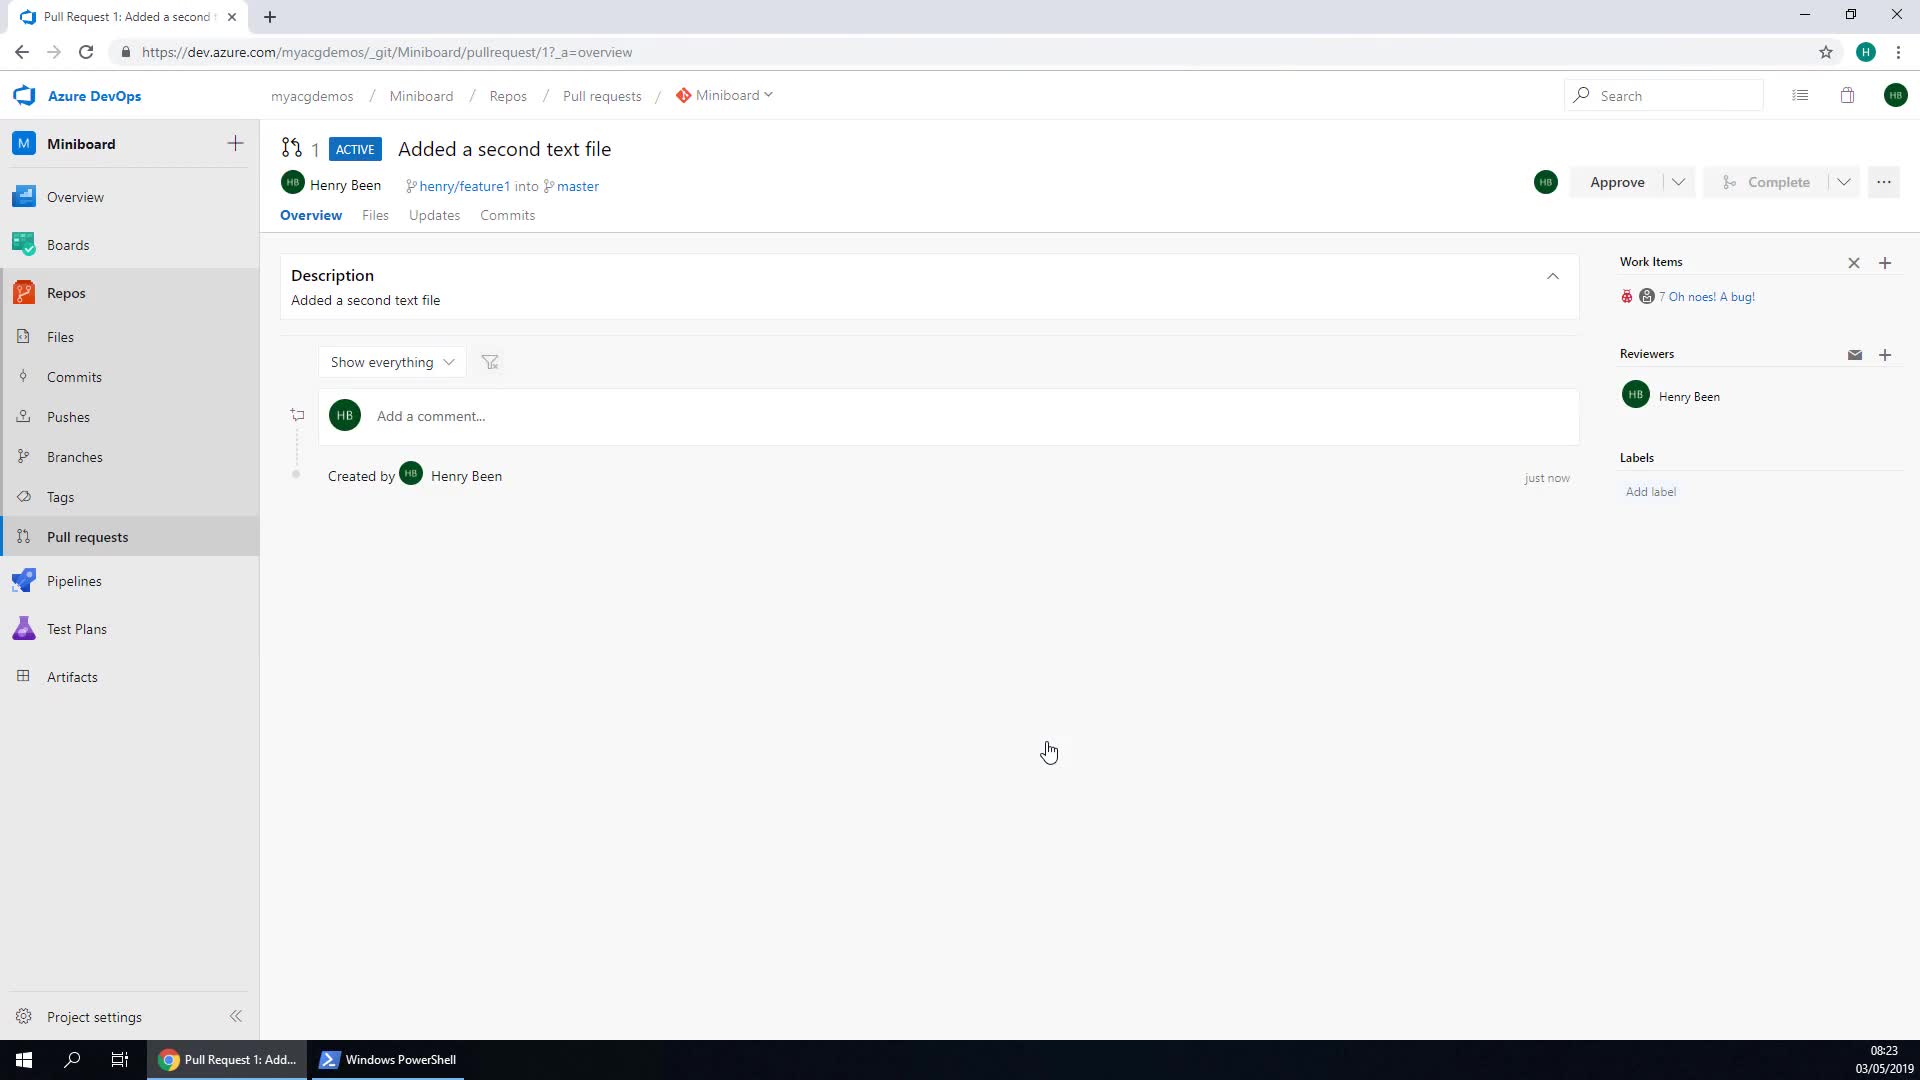 Pull Request 1: Added a second
https://dev.azure.com/myacgdemos/_git/Miniboard/pullrequest/1?_a=overview
H
Azure DevOps
myacgdemos / Miniboard / Repos / Pull requests / Miniboard
Search
HB
M Miniboard
Overview
Boards
Repos
Files
Commits
Pushes
Branches
Tags
Pull requests
Pipelines
Test Plans
Artifacts
Project settings
1 ACTIVE Added a second text file
HB Henry Been henry/feature1 into master
HB Approve Complete
Overview Files Updates Commits
Description
Added a second text file
Show everything
HB Add a comment...
Created by HB Henry Been just now
Work Items
7 Oh noes! A bug!
Reviewers
HB Henry Been
Labels
Add label
Pull Request 1: Add... Windows PowerShell
08:23
03/05/2019